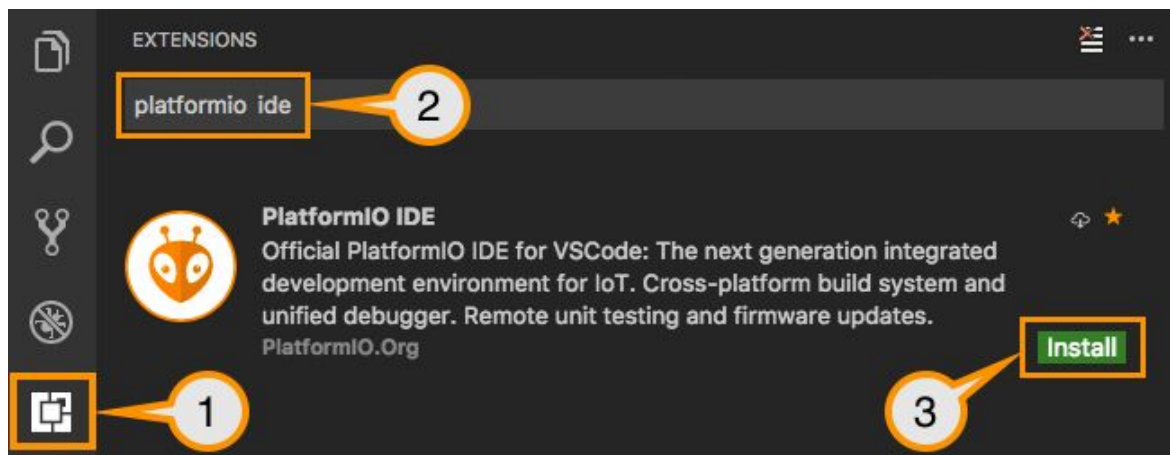 EXTENSIONS
platformio ide
2
PlatformIO IDE
Official PlatformIO IDE for VSCode: The next generation integrated
development environment for IoT. Cross-platform build system and
unified debugger. Remote unit testing and firmware updates.
PlatformIO.Org
Install
1
3